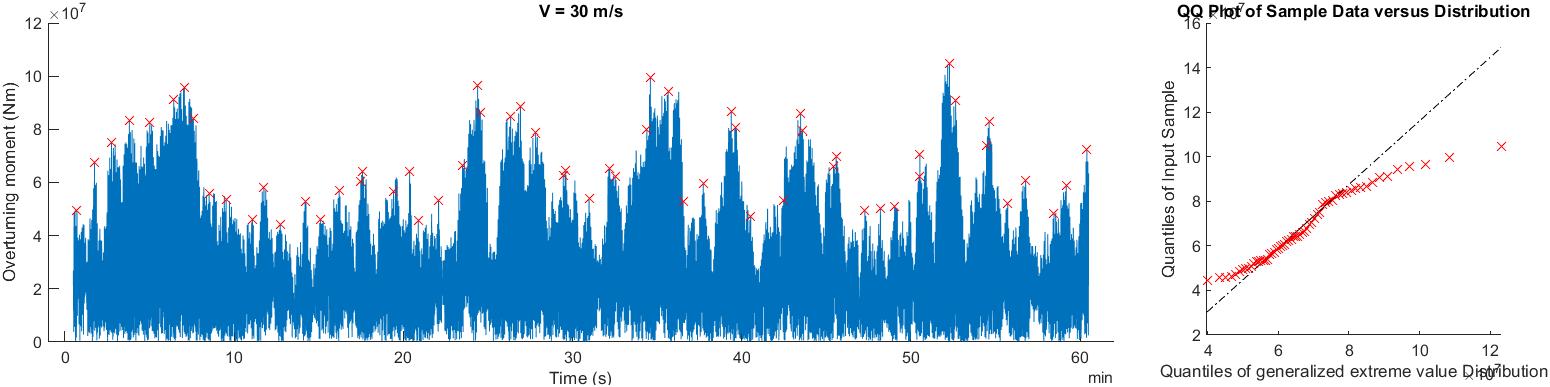 V = 30 m/s
×10⁷
12
10
8
6
4
2
0
Overturning moment (Nm)
0 10 20 30 40 50 60
Time (s)
min
QQ Plot of Sample Data versus Distribution
16
14
12
10
8
6
4
2
Quantiles of Input Sample
4 6 8 10 12
Quantiles of generalized extreme value Distribution